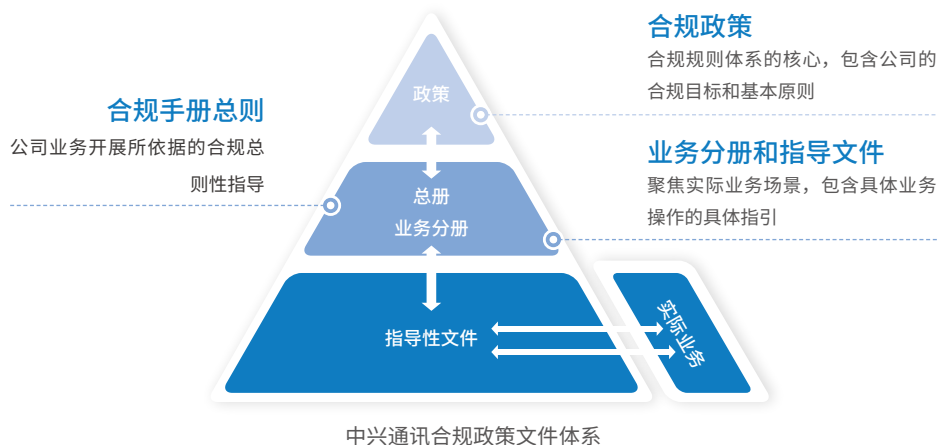 合规政策
合规规则体系的核心，包含公司的
合规目标和基本原则
合规手册总则
公司业务开展所依据的合规总
则性指导
业务分册和指导文件
聚焦实际业务场景，包含具体业务
操作的具体指引
政策
总册
业务分册
指导性文件
实际业务
中兴通讯合规政策文件体系